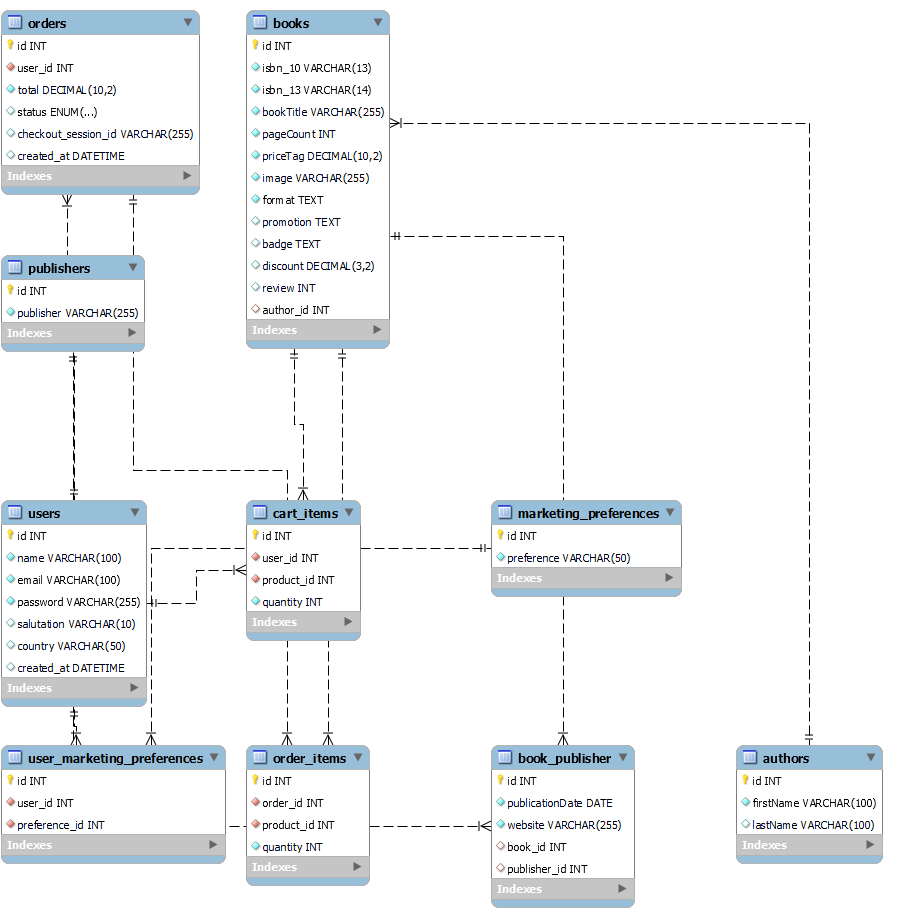 orders
id INT
user_id INT
total DECIMAL(10,2)
status ENUM(...)
checkout_session_id VARCHAR(255)
created_at DATETIME
Indexes
books
id INT
isbn_10 VARCHAR(13)
isbn_13 VARCHAR(14)
bookTitle VARCHAR(255)
pageCount INT
priceTag DECIMAL(10,2)
image VARCHAR(255)
format TEXT
promotion TEXT
badge TEXT
discount DECIMAL(3,2)
review INT
author_id INT
Indexes
publishers
id INT
publisher VARCHAR(255)
Indexes
users
id INT
name VARCHAR(100)
email VARCHAR(100)
password VARCHAR(255)
salutation VARCHAR(10)
country VARCHAR(50)
created_at DATETIME
Indexes
cart_items
id INT
user_id INT
product_id INT
quantity INT
Indexes
marketing_preferences
id INT
preference VARCHAR(50)
Indexes
user_marketing_preferences
id INT
user_id INT
preference_id INT
Indexes
order_items
id INT
order_id INT
product_id INT
quantity INT
Indexes
book_publisher
id INT
publicationDate DATE
website VARCHAR(255)
book_id INT
publisher_id INT
Indexes
authors
id INT
firstName VARCHAR(100)
lastName VARCHAR(100)
Indexes